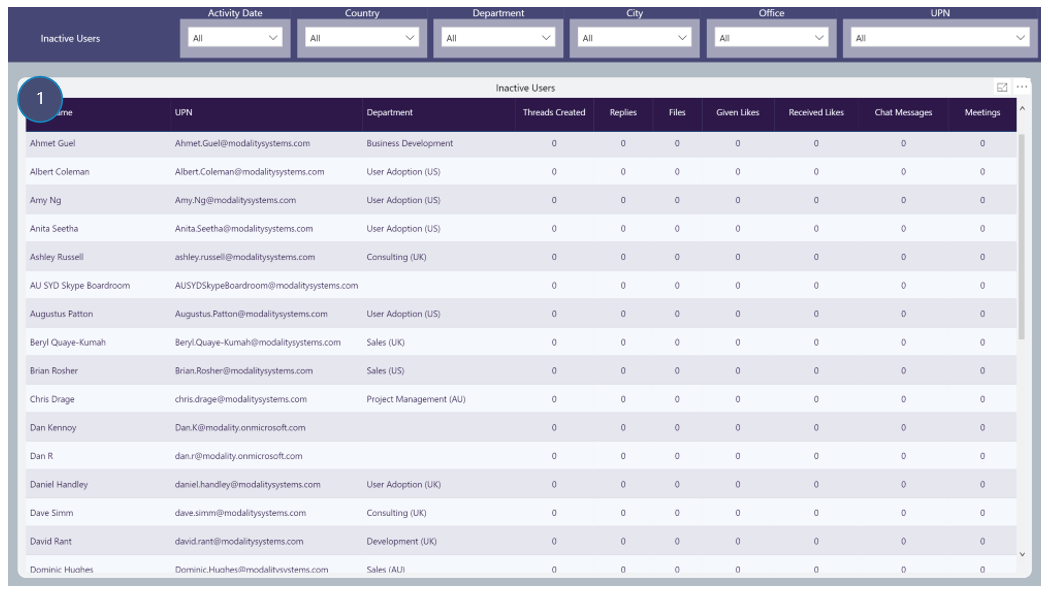 Activity Date Country Department City Office UPN
Inactive Users All All All All All All
Inactive Users
1
ame UPN Department Threads Created Replies Files Given Likes Received Likes Chat Messages Meetings
Ahmet Guel Ahmet.Guel@modalitysystems.com Business Development 0 0 0 0 0 0 0
Albert Coleman Albert.Coleman@modalitysystems.com User Adoption (US) 0 0 0 0 0 0 0
Amy Ng Amy.Ng@modalitysystems.com User Adoption (US) 0 0 0 0 0 0 0
Anita Seetha Anita.Seetha@modalitysystems.com User Adoption (US) 0 0 0 0 0 0 0
Ashley Russell ashley.russell@modalitysystems.com Consulting (UK) 0 0 0 0 0 0 0
AU SYD Skype Boardroom AUSYDSkypeBoardroom@modalitysystems.com 0 0 0 0 0 0 0
Augustus Patton Augustus.Patton@modalitysystems.com User Adoption (US) 0 0 0 0 0 0 0
Beryl Quaye-Kumah Beryl.Quaye-Kumah@modalitysystems.com Sales (UK) 0 0 0 0 0 0 0
Brian Rosher Brian.Rosher@modalitysystems.com Sales (US) 0 0 0 0 0 0 0
Chris Drage chris.drage@modalitysystems.com Project Management (AU) 0 0 0 0 0 0 0
Dan Kennoy Dan.K@modality.onmicrosoft.com 0 0 0 0 0 0 0
Dan R dan.r@modality.onmicrosoft.com 0 0 0 0 0 0 0
Daniel Handley daniel.handley@modalitysystems.com User Adoption (UK) 0 0 0 0 0 0 0
Dave Simm dave.simm@modalitysystems.com Consulting (UK) 0 0 0 0 0 0 0
David Rant david.rant@modalitysystems.com Development (UK) 0 0 0 0 0 0 0
Dominic Hughes Dominic.Hughes@modalitysystems.com Sales (AU) 0 0 0 0 0 0 0